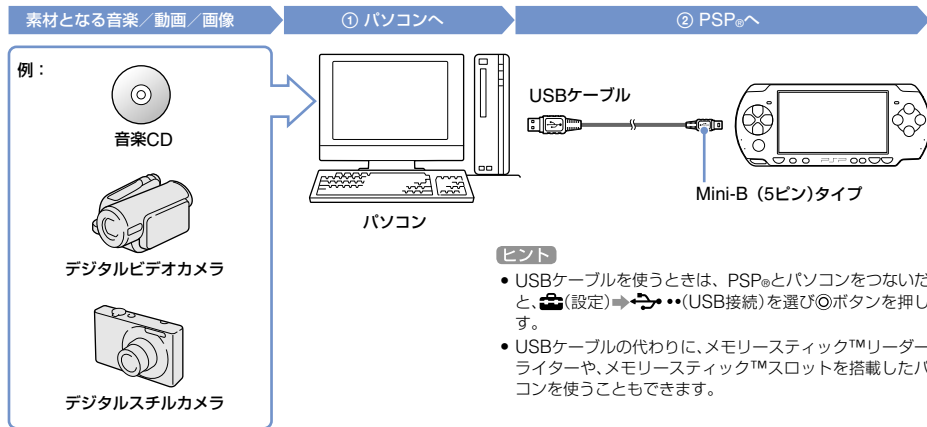 素材となる音楽／動画／画像
① パソコンへ
② PSP®へ
例：
音楽CD
デジタルビデオカメラ
デジタルスチルカメラ
パソコン
USBケーブル
Mini-B（5ピン）タイプ
PSP
ヒント
• USBケーブルを使うときは、PSP®とパソコンをつないだ
と、(設定)➡ ••(USB接続)を選び◎ボタンを押し
す。
• USBケーブルの代わりに、メモリースティック™リーダー
ライターや、メモリースティック™スロットを搭載したパ
コンを使うこともできます。